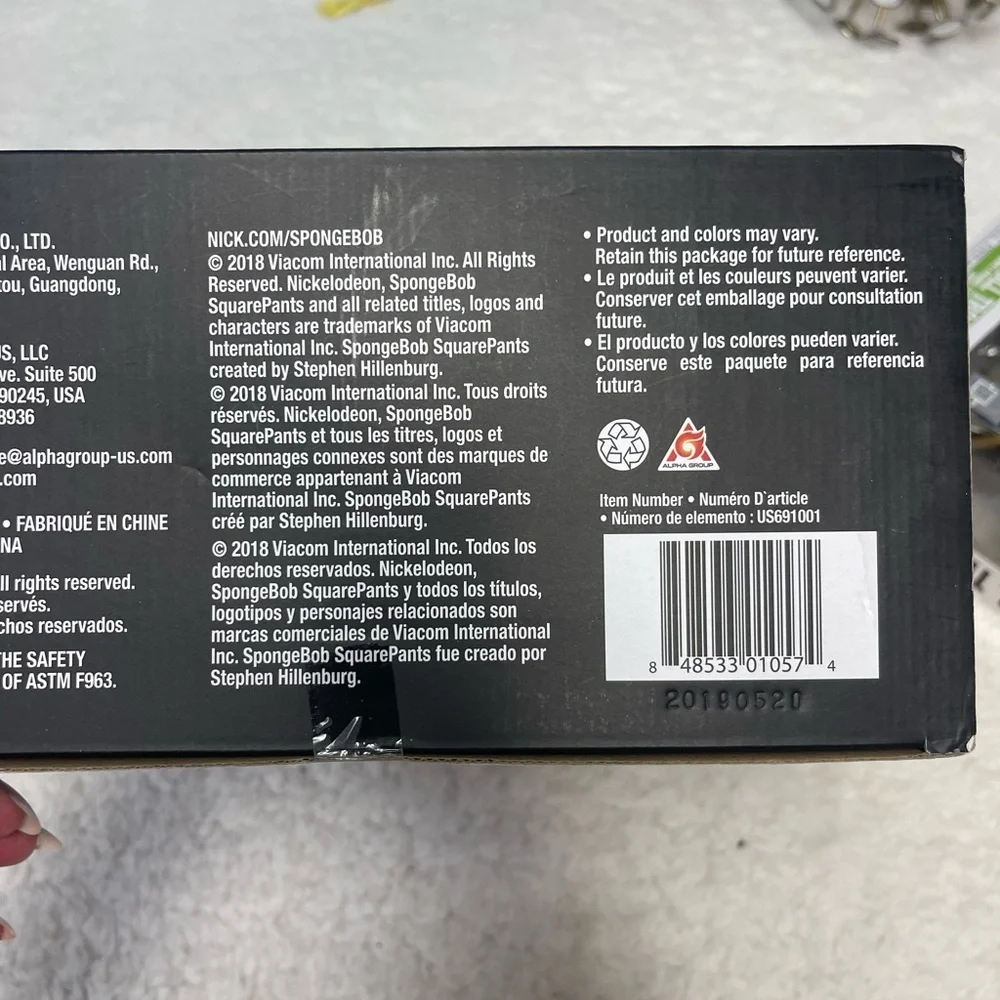 O., LTD.
l Area, Wenguan Rd.,
tou, Guangdong,
US, LLC
ve. Suite 500
90245, USA
8936
e@alphagroup-us.com
.com
• FABRIQUÉ EN CHINE
NA
ll rights reserved.
servés.
chos reservados.
THE SAFETY
OF ASTM F963.
NICK.COM/SPONGEBOB
© 2018 Viacom International Inc. All Rights
Reserved. Nickelodeon, SpongeBob
SquarePants and all related titles, logos and
characters are trademarks of Viacom
International Inc. SpongeBob SquarePants
created by Stephen Hillenburg.
© 2018 Viacom International Inc. Tous droits
réservés. Nickelodeon, SpongeBob
SquarePants et tous les titres, logos et
personnages connexes sont des marques de
commerce appartenant à Viacom
International Inc. SpongeBob SquarePants
créé par Stephen Hillenburg.
© 2018 Viacom International Inc. Todos los
derechos reservados. Nickelodeon,
SpongeBob SquarePants y todos los títulos,
logotipos y personajes relacionados son
marcas comerciales de Viacom International
Inc. SpongeBob SquarePants fue creado por
Stephen Hillenburg.
• Product and colors may vary.
Retain this package for future reference.
• Le produit et les couleurs peuvent varier.
Conserver cet emballage pour consultation
future.
• El producto y los colores pueden varier.
Conserve este paquete para referencia
futura.
ALPHA GROUP
Item Number • Numéro D`article
• Número de elemento : US691001
8 48533 01057 4
20190520